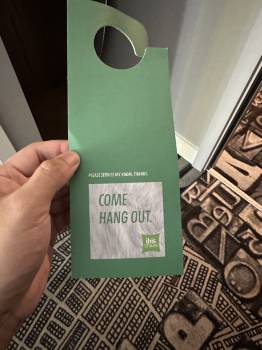 PLEASE SERVICE MY ROOM, THANKS.
COME
HANG OUT.
ibis
STYLES